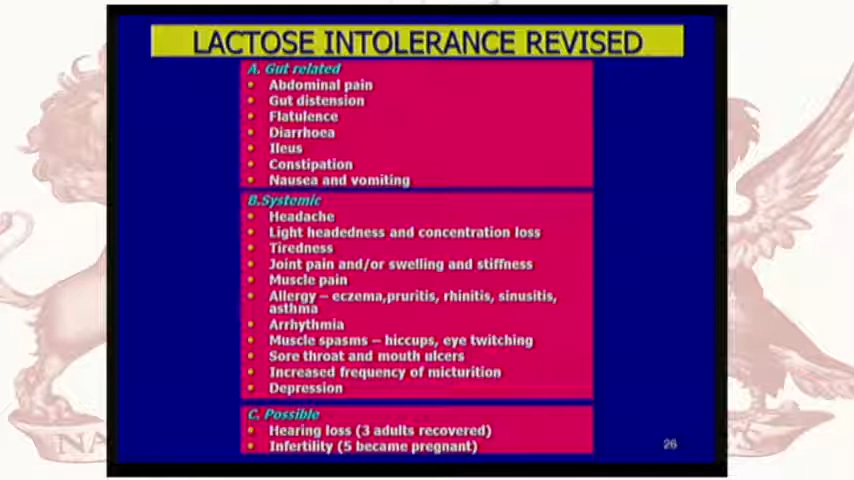 LACTOSE INTOLERANCE REVISED
A. Gut related
• Abdominal pain
• Gut distension
• Flatulence
• Diarrhoea
• Ileus
• Constipation
• Nausea and vomiting
B.Systemic
• Headache
• Light headedness and concentration loss
• Tiredness
• Joint pain and/or swelling and stiffness
• Muscle pain
• Allergy – eczema,pruritis, rhinitis, sinusitis,
asthma
• Arrhythmia
• Muscle spasms – hiccups, eye twitching
• Sore throat and mouth ulcers
• Increased frequency of micturition
• Depression
C. Possible
• Hearing loss (3 adults recovered)
• Infertility (5 became pregnant)
26